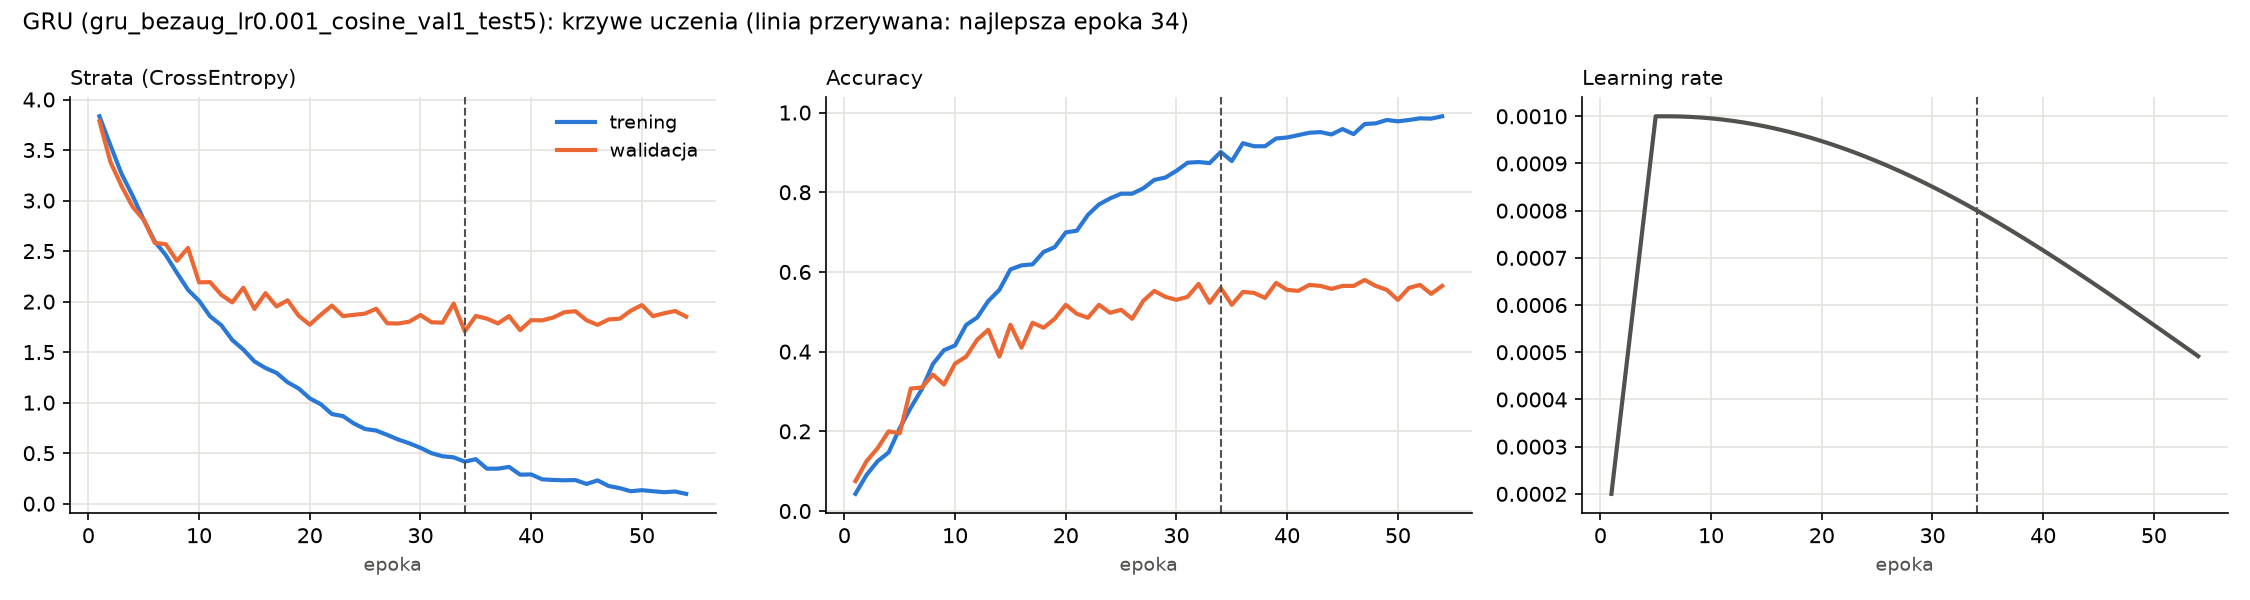 GRU (gru_bezaug_lr0.001_cosine_val1_test5): krzywe uczenia (linia przerywana: najlepsza epoka 34)
Strata (CrossEntropy)
4.0
3.5
3.0
2.5
2.0
1.5
1.0
0.5
0.0
trening
walidacja
0 10 20 30 40 50
epoka
Accuracy
1.0
0.8
0.6
0.4
0.2
0.0
0 10 20 30 40 50
epoka
Learning rate
0.0010
0.0009
0.0008
0.0007
0.0006
0.0005
0.0004
0.0003
0.0002
0 10 20 30 40 50
epoka